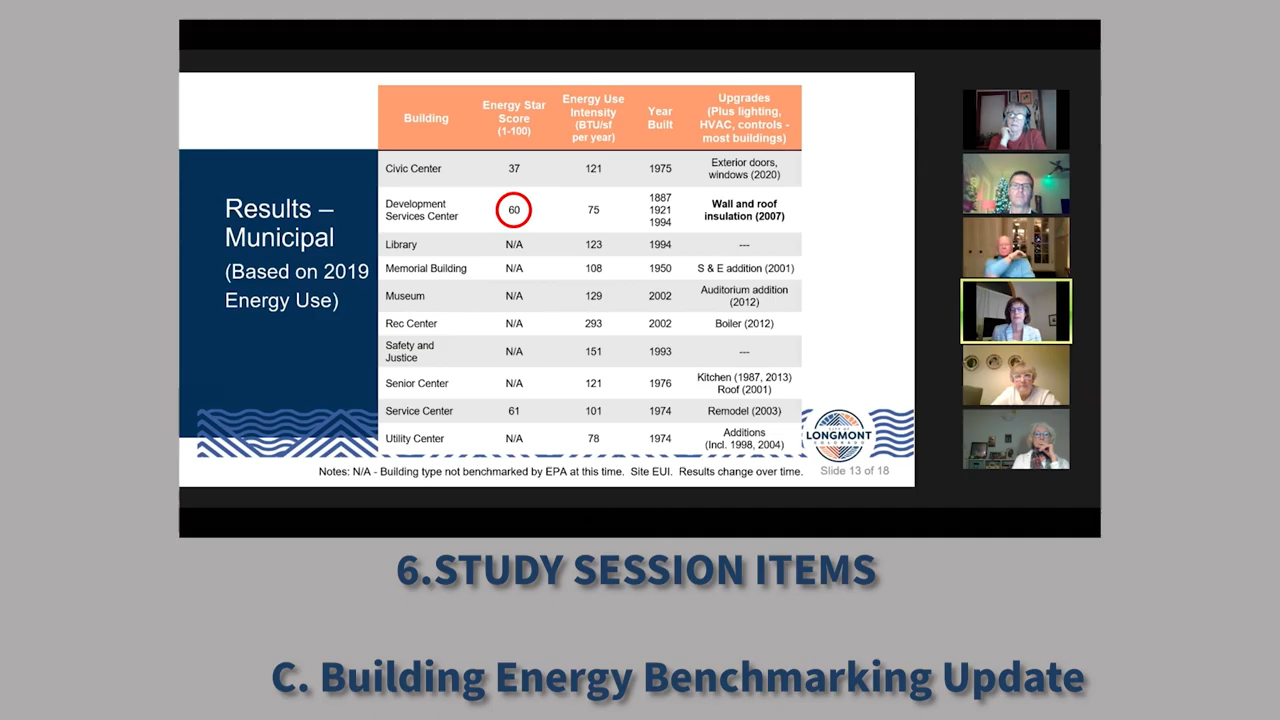 Results –
Municipal
(Based on 2019
Energy Use)
Building
Energy Star
Score
(1-100)
Energy Use
Intensity
(BTU/sf
per year)
Year
Built
Upgrades
(Plus lighting,
HVAC, controls -
most buildings)
Civic Center 37 121 1975 Exterior doors,
windows (2020)
Development
Services Center 60 75 1887
1921
1994 Wall and roof
insulation (2007)
Library N/A 123 1994 ---
Memorial Building N/A 108 1950 S & E addition (2001)
Museum N/A 129 2002 Auditorium addition
(2012)
Rec Center N/A 293 2002 Boiler (2012)
Safety and
Justice N/A 151 1993 ---
Senior Center N/A 121 1976 Kitchen (1987, 2013)
Roof (2001)
Service Center 61 101 1974 Remodel (2003)
Utility Center N/A 78 1974 Additions
(Incl. 1998, 2004)
CITY OF
LONGMONT
COLORADO
Notes: N/A - Building type not benchmarked by EPA at this time. Site EUI. Results change over time.
Slide 13 of 18
6.STUDY SESSION ITEMS
C. Building Energy Benchmarking Update